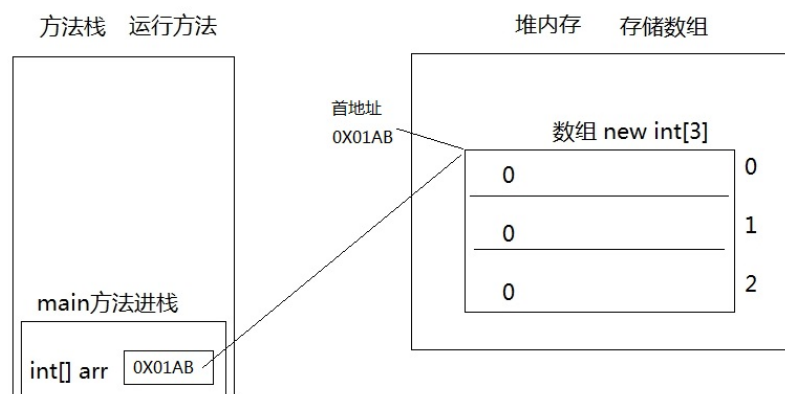 方法栈 运行方法
堆内存 存储数组
首地址
0X01AB
数组 new int[3]
0 0
0 1
0 2
main方法进栈
int[] arr 0X01AB